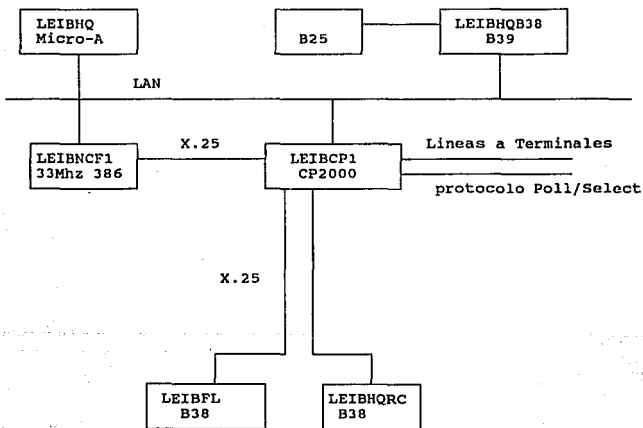 LEIBHQ
Micro-A
B25
LEIBHQB38
B39
LAN
LEIBNCF1
33Mhz 386
X.25
LEIBCP1
CP2000
Lineas a Terminales
protocolo Poll/Select
X.25
LEIBFL
B38
LEIBHQRC
B38